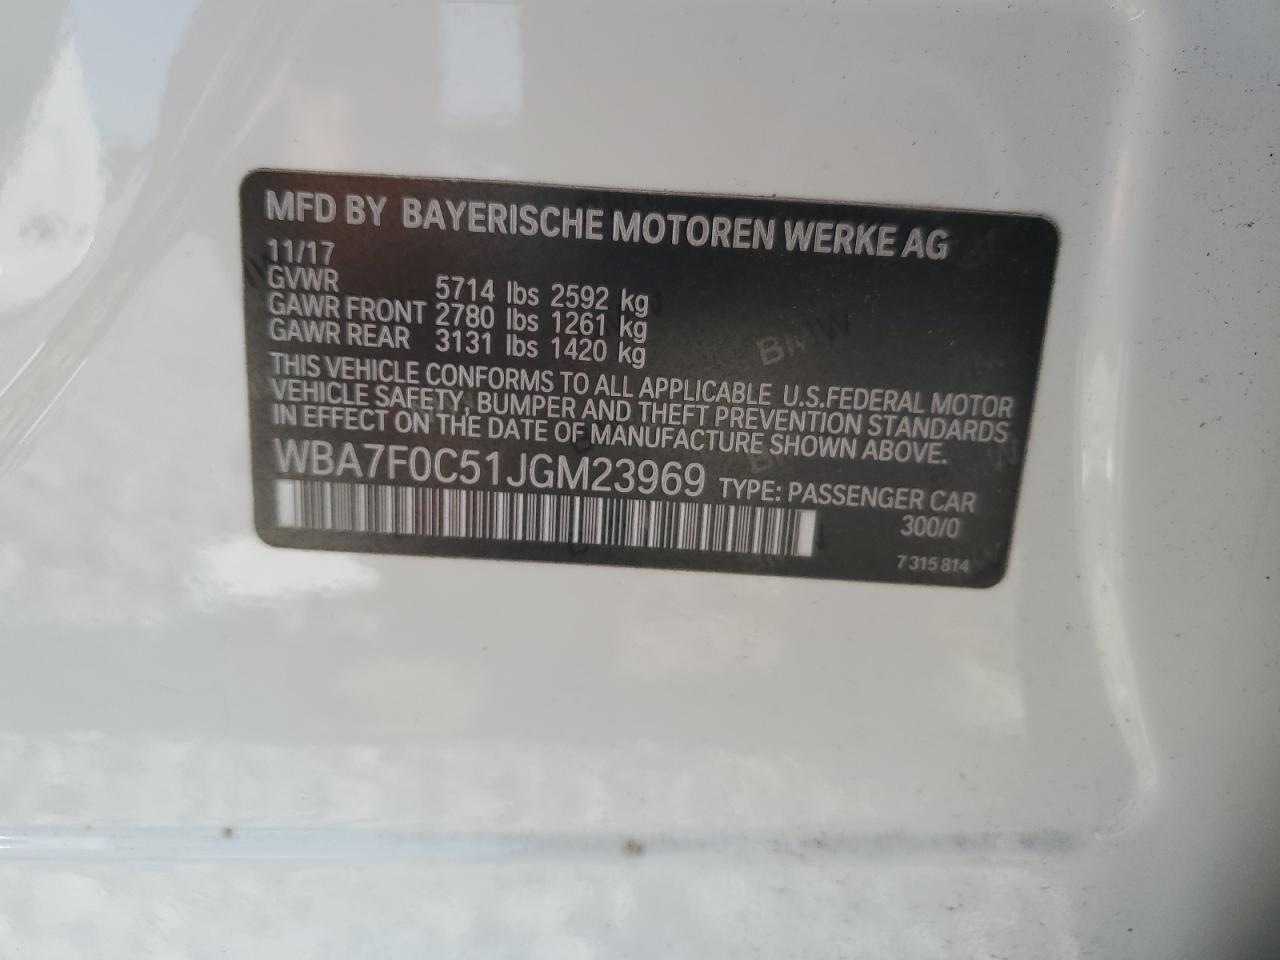 MFD BY BAYERISCHE MOTOREN WERKE AG
11/17
GVWR 5714 lbs 2592 kg
GAWR FRONT 2780 lbs 1261 kg
GAWR REAR 3131 lbs 1420 kg
THIS VEHICLE CONFORMS TO ALL APPLICABLE U.S.FEDERAL MOTOR
VEHICLE SAFETY, BUMPER AND THEFT PREVENTION STANDARDS
IN EFFECT ON THE DATE OF MANUFACTURE SHOWN ABOVE.
WBA7F0C51JGM23969 TYPE: PASSENGER CAR
300/0
7 315 814
BMW